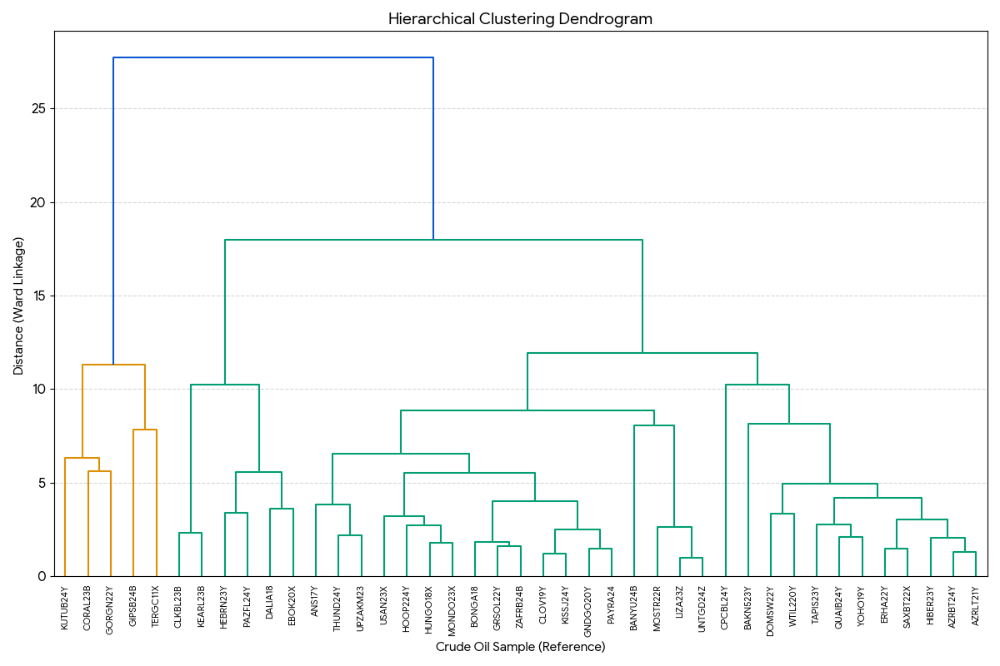 Hierarchical Clustering Dendrogram
Distance (Ward Linkage)
25
20
15
10
5
0
KUTUB24Y
CORAL23B
GORGN22Y
GIPSB24B
TERGC11X
CLKBL23B
KEARL23B
HEBRN23Y
PAZFL24Y
DALIA18
EBOK20X
ANS17Y
THUND24Y
UPZAKM23
USAN23X
HOOP224Y
HUNGO18X
MONDO23X
BONGA18
GRSOL22Y
ZAFRB24B
CLOV19Y
KISSJ24Y
GNDGO20Y
PAYRA24
BANYU24B
MOSTR22R
LIZA23Z
UNTGD24Z
CPCBL24Y
BAKNS23Y
DOMSW22Y
WTIL220Y
TAPIS23Y
QUAIB24Y
YOHO19Y
ERHA22Y
SAXBT22X
HIBER23Y
AZRBT24Y
AZRLT21Y
Crude Oil Sample (Reference)